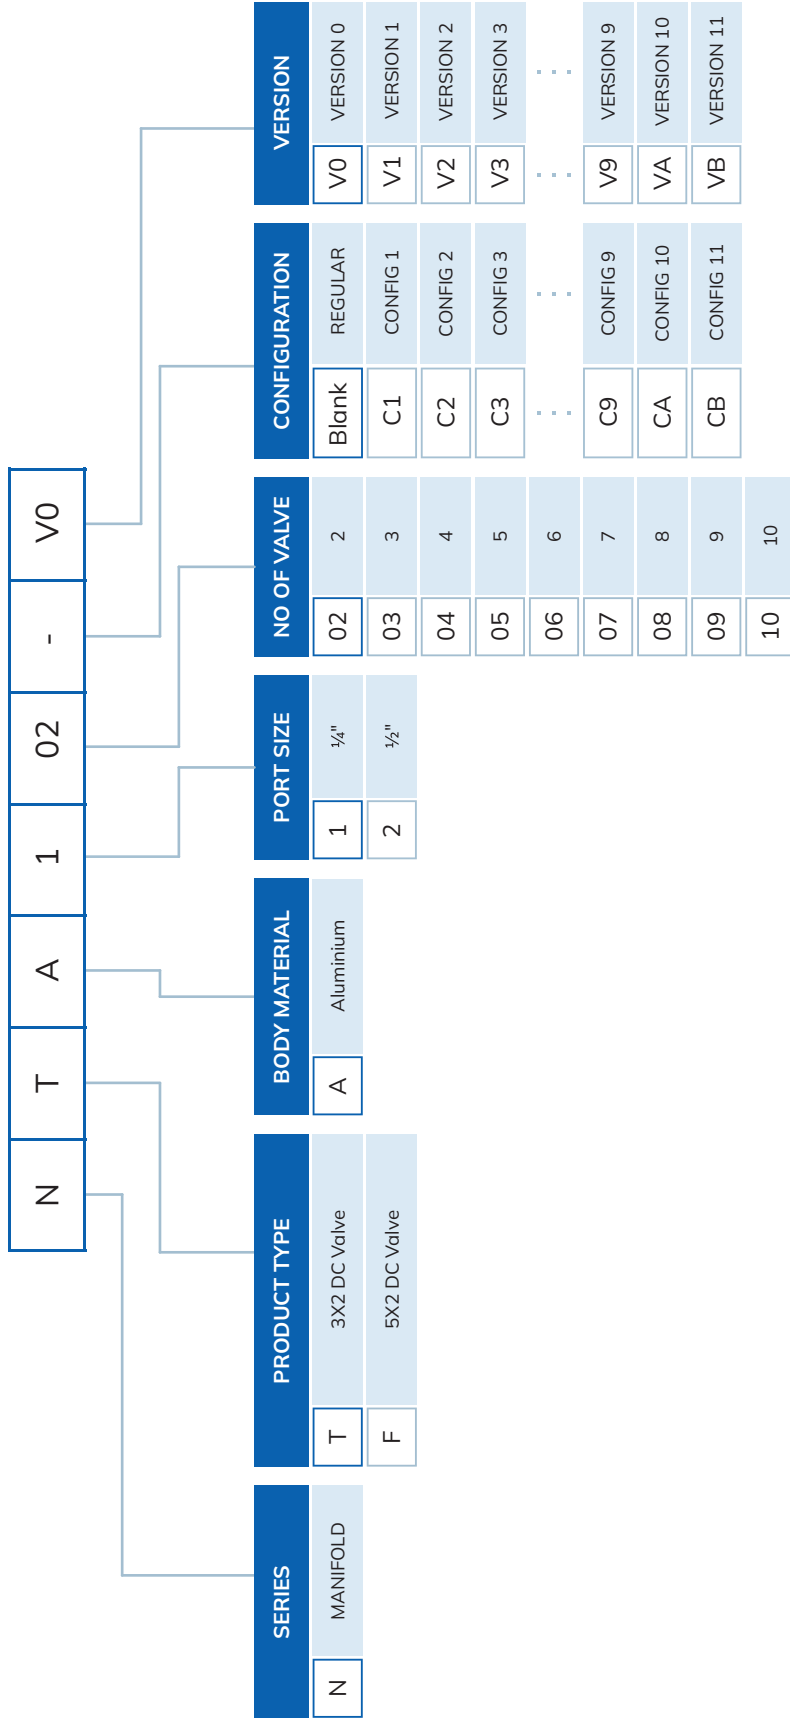 N T A 1 02 - V0
SERIES
N MANIFOLD
PRODUCT TYPE
T 3X2 DC Valve
F 5X2 DC Valve
BODY MATERIAL
A Aluminium
PORT SIZE
1 ¼"
2 ½"
NO OF VALVE
02 2
03 3
04 4
05 5
06 6
07 7
08 8
09 9
10 10
CONFIGURATION
Blank REGULAR
C1 CONFIG 1
C2 CONFIG 2
C3 CONFIG 3
... ...
C9 CONFIG 9
CA CONFIG 10
CB CONFIG 11
VERSION
V0 VERSION 0
V1 VERSION 1
V2 VERSION 2
V3 VERSION 3
... ...
V9 VERSION 9
VA VERSION 10
VB VERSION 11